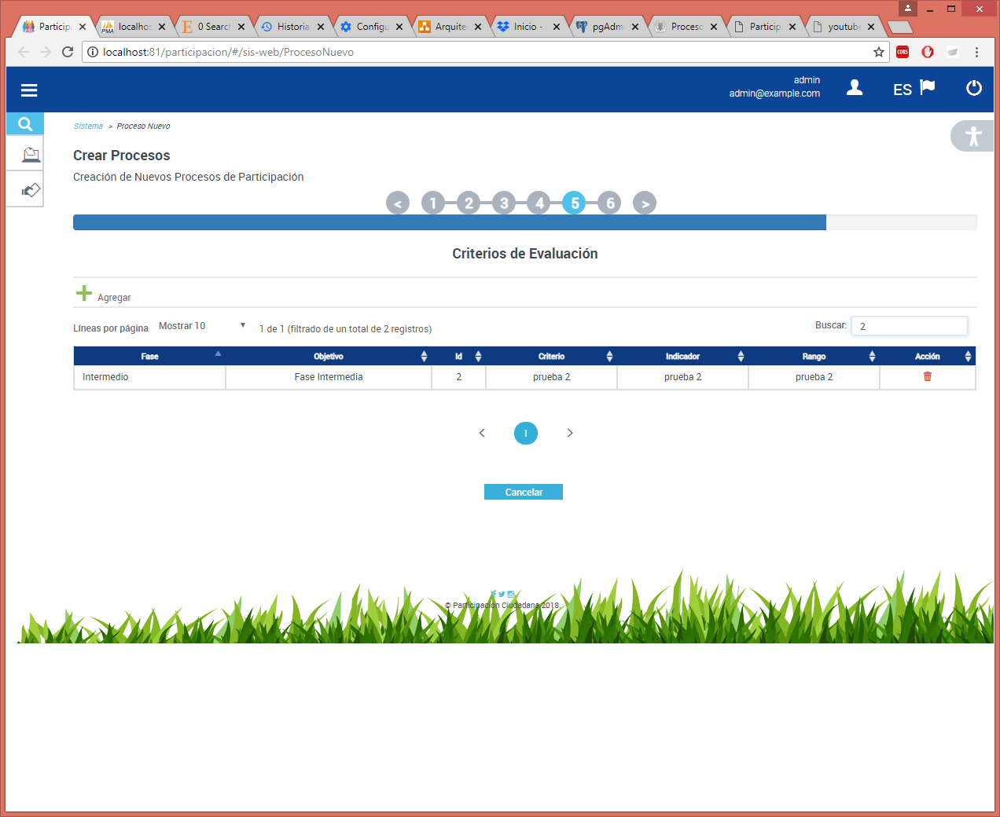 Particip
localhos
0 Searc
Historia
Configu
Arquite
Inicio -
pgAdm
Proceso
Particip
youtube
localhost:81/participacion/#/sis-web/ProcesoNuevo
CORS
admin
admin@example.com
ES
Sistema > Proceso Nuevo
Crear Procesos
Creación de Nuevos Procesos de Participación
< 1 2 3 4 5 6 >
Criterios de Evaluación
Agregar
Líneas por página Mostrar 10 1 de 1 (filtrado de un total de 2 registros) Buscar: 2
Fase Objetivo Id Criterio Indicador Rango Acción
Intermedio Fase Intermedia 2 prueba 2 prueba 2 prueba 2
< 1 >
Cancelar
© Participación Ciudadana 2018.